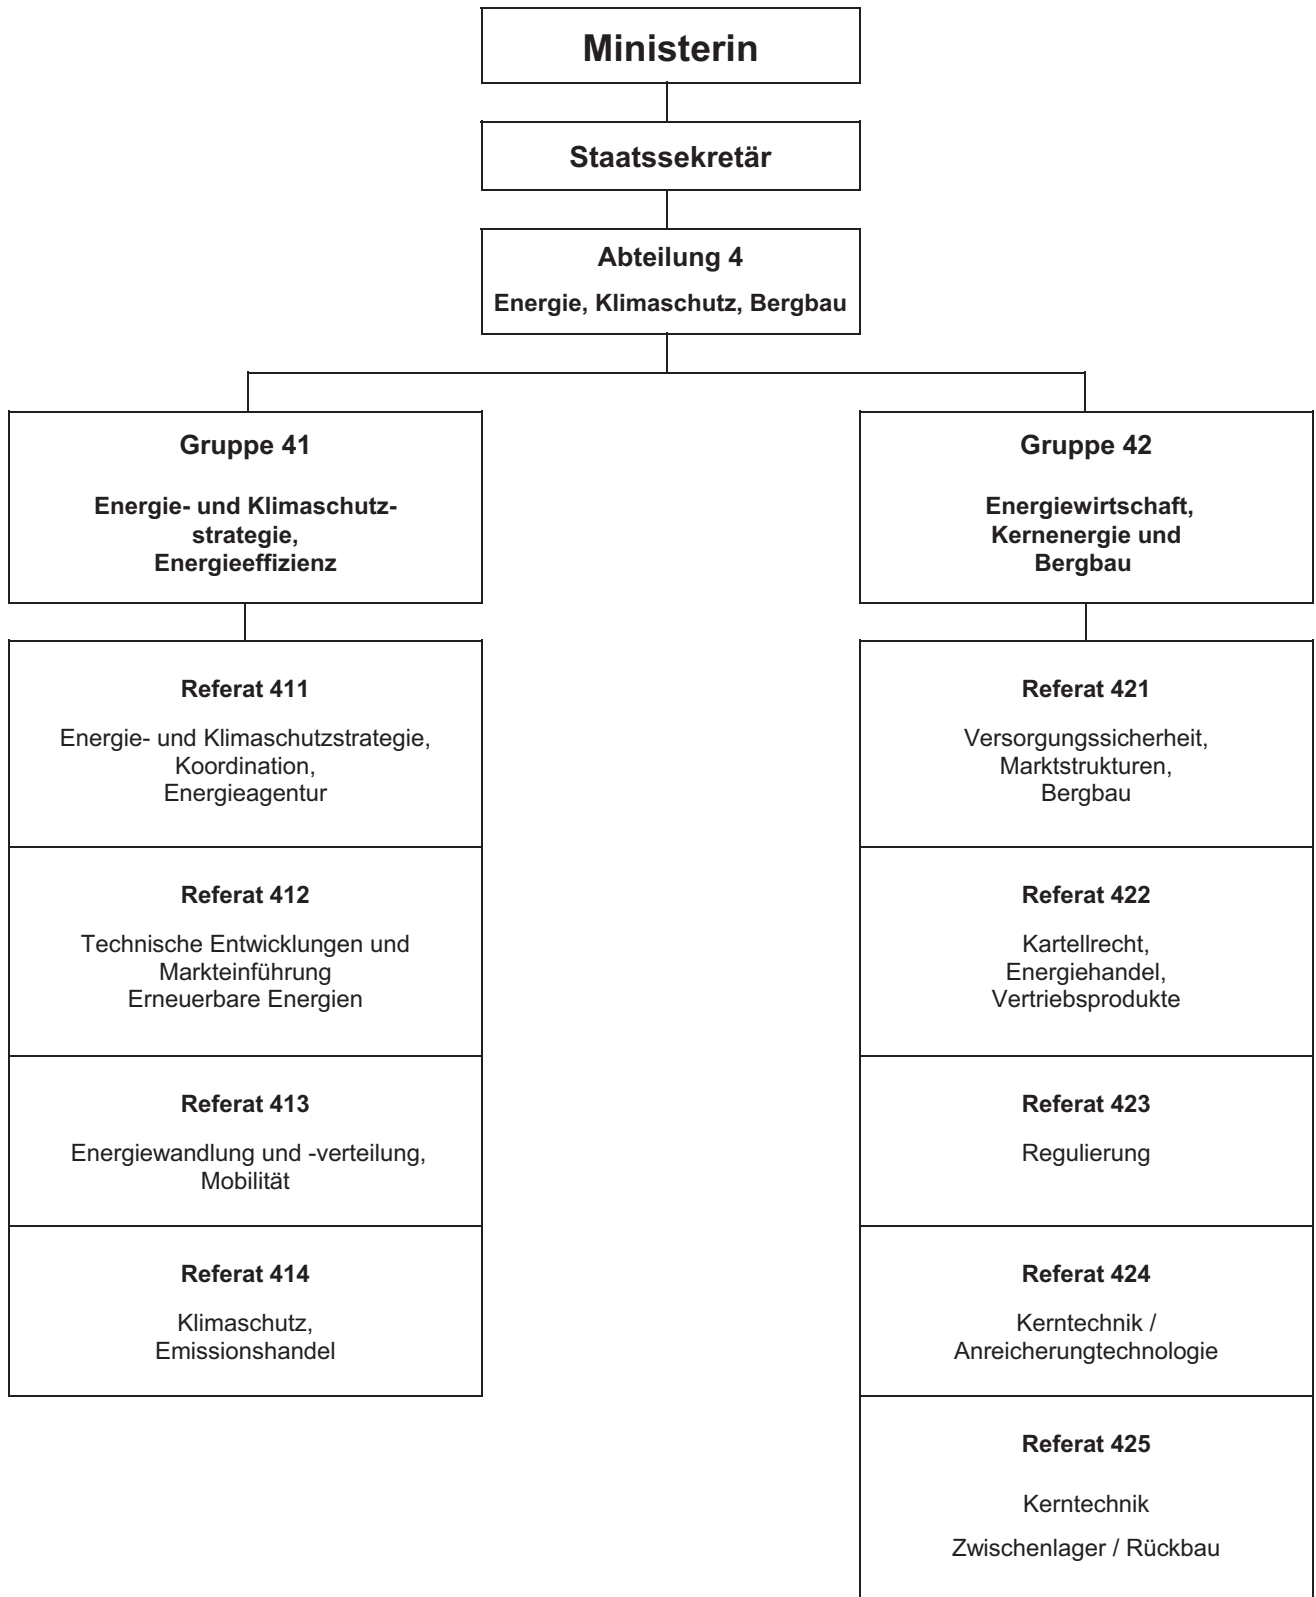 Ministerin
Staatssekretär
Abteilung 4
Energie, Klimaschutz, Bergbau
Gruppe 41
Energie- und Klimaschutz-
strategie,
Energieeffizienz
Gruppe 42
Energiewirtschaft,
Kernenergie und
Bergbau
Referat 411
Energie- und Klimaschutzstrategie,
Koordination,
Energieagentur
Referat 412
Technische Entwicklungen und
Markteinführung
Erneuerbare Energien
Referat 413
Energiewandlung und -verteilung,
Mobilität
Referat 414
Klimaschutz,
Emissionshandel
Referat 421
Versorgungssicherheit,
Marktstrukturen,
Bergbau
Referat 422
Kartellrecht,
Energiehandel,
Vertriebsprodukte
Referat 423
Regulierung
Referat 424
Kerntechnik /
Anreicherungtechnologie
Referat 425
Kerntechnik
Zwischenlager / Rückbau